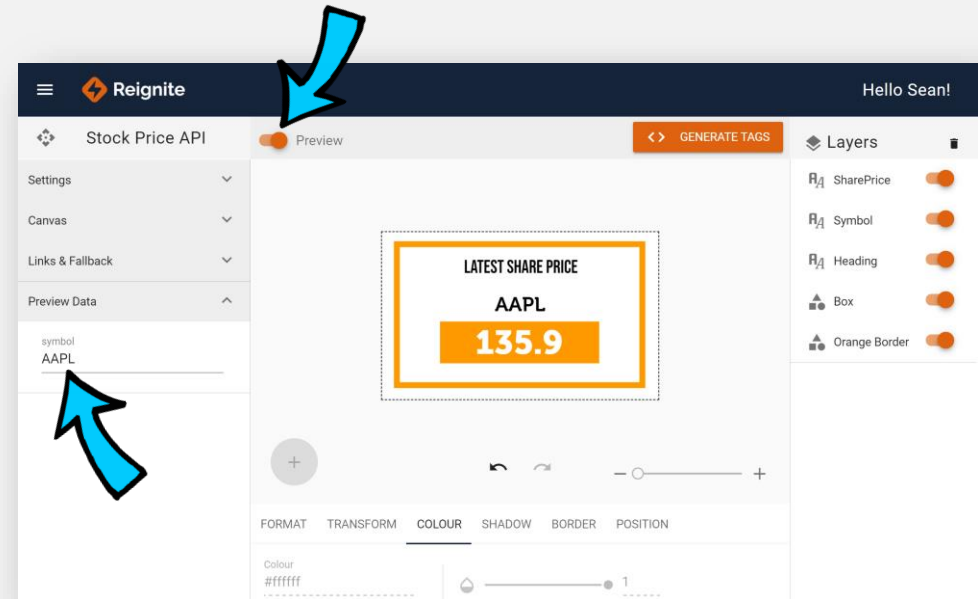 Reignite
Hello Sean!
Stock Price API
Preview
<> GENERATE TAGS
Layers
Settings
Canvas
Links & Fallback
Preview Data
symbol
AAPL
LATEST SHARE PRICE
AAPL
135.9
SharePrice
Symbol
Heading
Box
Orange Border
FORMAT TRANSFORM COLOUR SHADOW BORDER POSITION
Colour
#ffffff
1